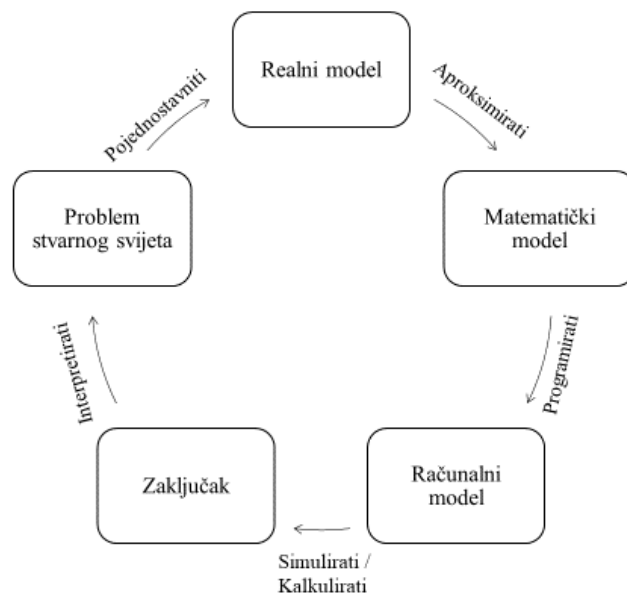 Realni model
Aproksimirati
Matematički
model
Programirati
Računalni
model
Simulirati /
Kalkulirati
Zaključak
Interpretirati
Problem
stvarnog svijeta
Pojednostavniti